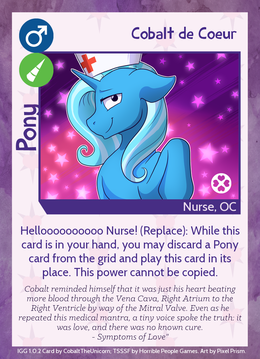 Cobalt de Coeur
Pony
Nurse, OC
Hellooooooooo Nurse! (Replace): While this
card is in your hand, you may discard a Pony
card from the grid and play this card in its
place. This power cannot be copied.
Cobalt reminded himself that it was just his heart beating
more blood through the Vena Cava, Right Atrium to the
Right Ventricle by way of the Mitral Valve. Even as he
repeated this medical mantra, a tiny voice spoke the truth: it
was love, and there was no known cure.
- Symptoms of Love"
IGG 1.0.2 Card by CobaltTheUnicorn, TSSSF by Horrible People Games. Art by Pixel Prism.